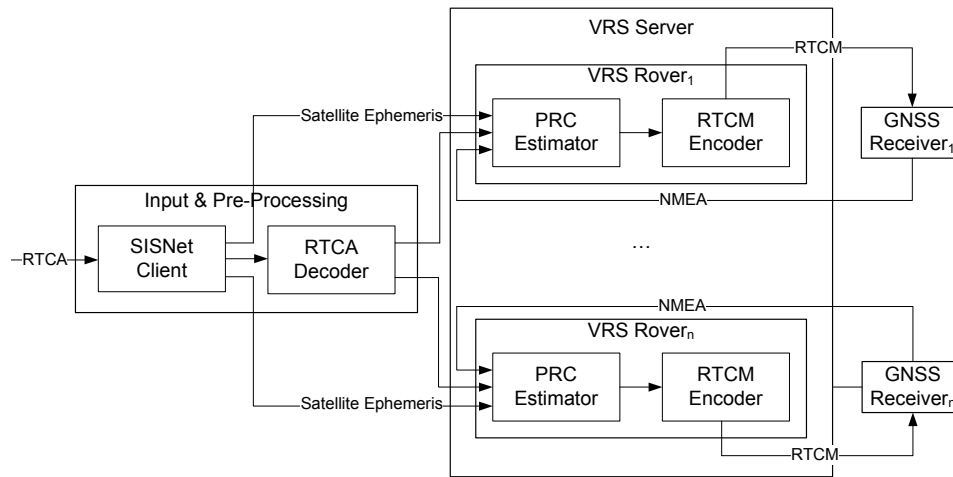 VRS Server
RTCM
VRS Rover₁
Satellite Ephemeris
PRC
Estimator
RTCM
Encoder
GNSS
Receiver₁
NMEA
Input & Pre-Processing
RTCA
SISNet
Client
RTCA
Decoder
...
NMEA
VRS Roverₙ
PRC
Estimator
RTCM
Encoder
GNSS
Receiverₙ
Satellite Ephemeris
RTCM